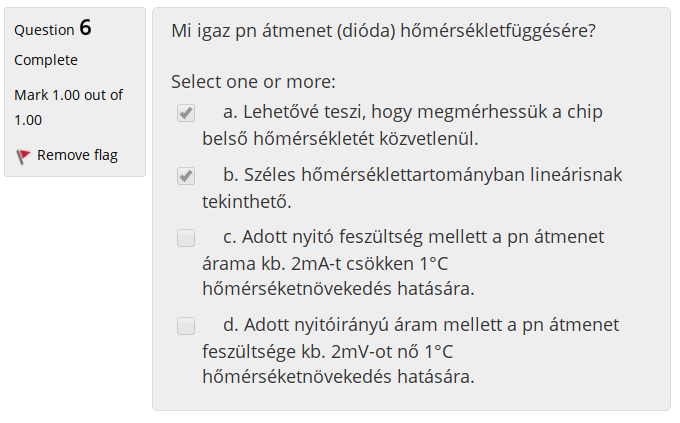 Question 6
Complete
Mark 1.00 out of
1.00
Remove flag
Mi igaz pn átmenet (dióda) hőmérsékletfüggésére?
Select one or more:
a. Lehetővé teszi, hogy megmérhessük a chip
belső hőmérsékletét közvetlenül.
b. Széles hőmérséklettartományban lineárisnak
tekinthető.
c. Adott nyitó feszültség mellett a pn átmenet
árama kb. 2mA-t csökken 1°C
hőmérséketnövekedés hatására.
d. Adott nyitóirányú áram mellett a pn átmenet
feszültsége kb. 2mV-ot nő 1°C
hőmérséketnövekedés hatására.